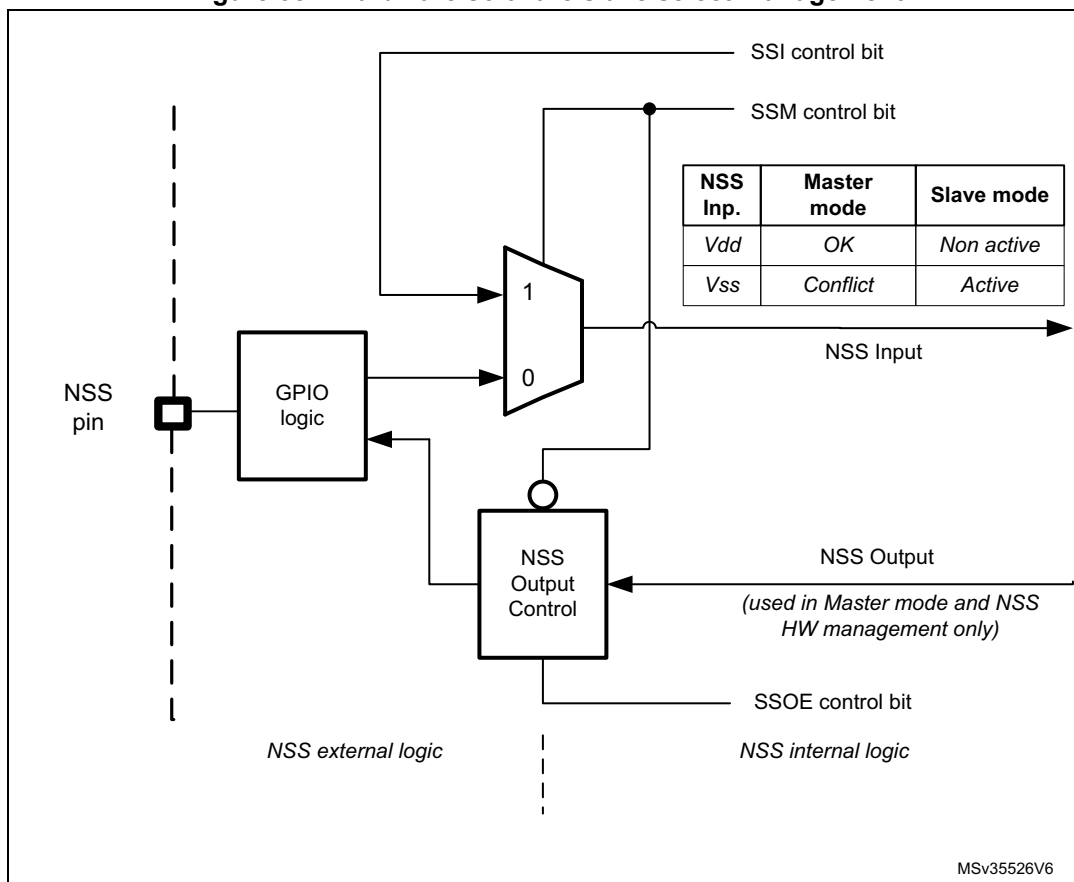 SSI control bit
SSM control bit
NSS Inp.
Master mode
Slave mode
Vdd
OK
Non active
Vss
Conflict
Active
1
0
NSS Input
NSS
pin
GPIO
logic
NSS
Output
Control
NSS Output
(used in Master mode and NSS
HW management only)
SSOE control bit
NSS external logic
NSS internal logic
MSv35526V6